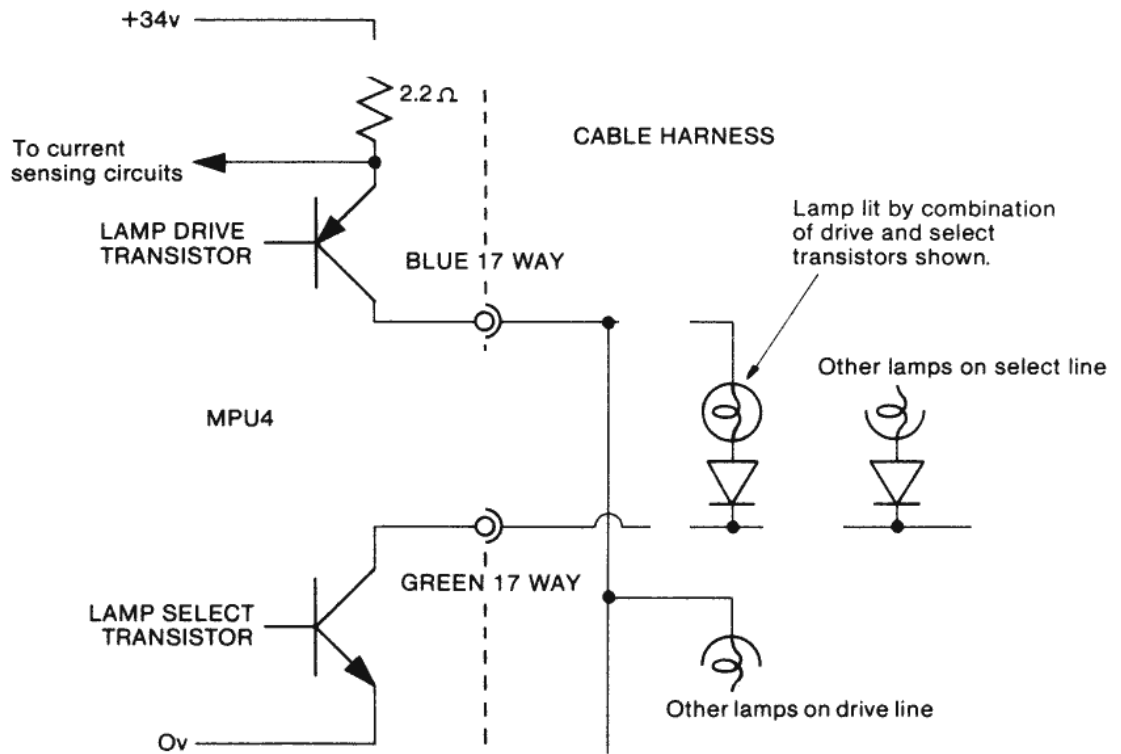 +34v
2.2 Ω
CABLE HARNESS
To current
sensing circuits
Lamp lit by combination
of drive and select
transistors shown.
LAMP DRIVE
TRANSISTOR
BLUE 17 WAY
Other lamps on select line
MPU4
GREEN 17 WAY
LAMP SELECT
TRANSISTOR
Other lamps on drive line
Ov